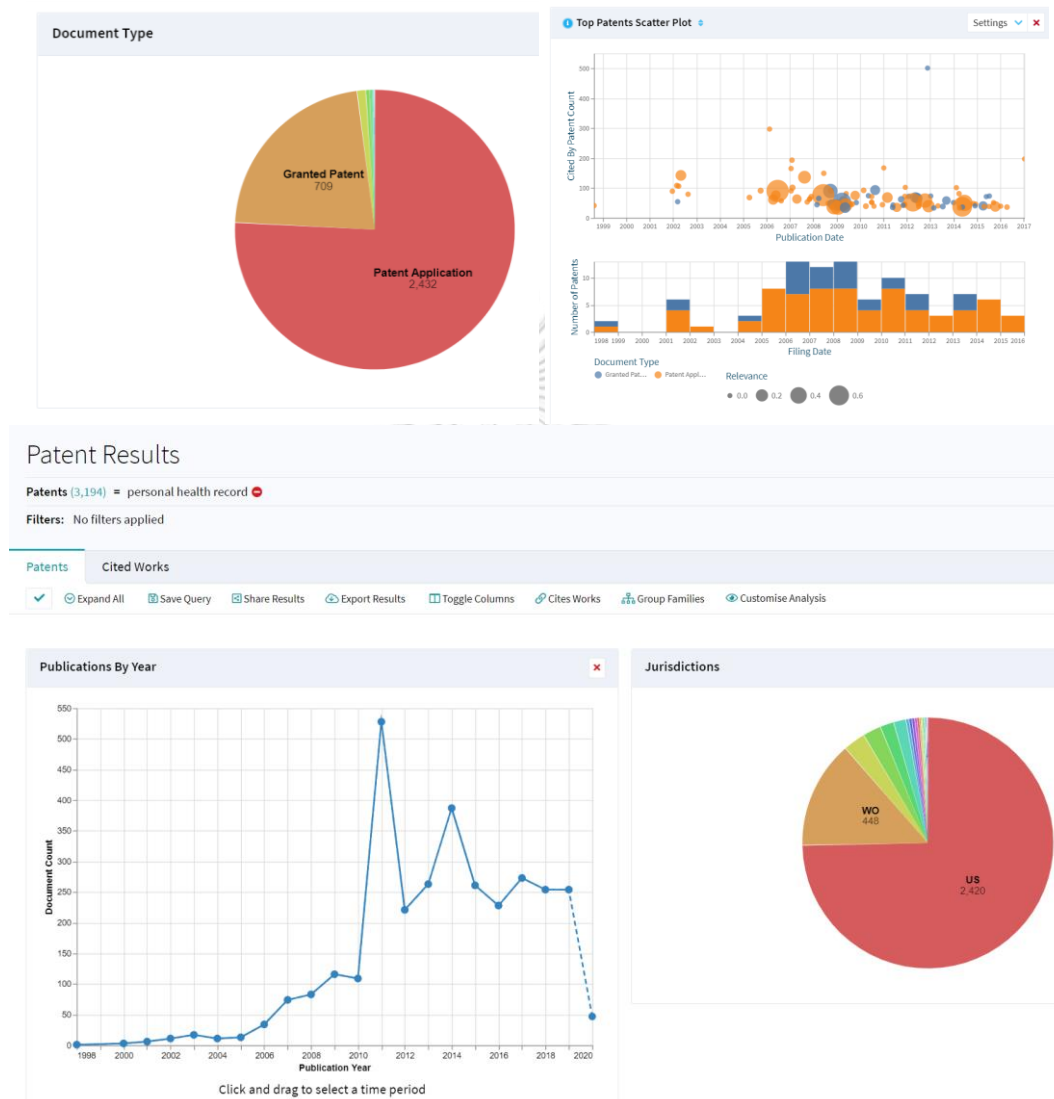 Document Type
Granted Patent
709
Patent Application
2,432
Top Patents Scatter Plot
Settings
500
400
300
200
100
0
Cited By Patent Count
1999 2000 2001 2002 2003 2004 2005 2006 2007 2008 2009 2010 2011 2012 2013 2014 2015 2016 2017
Publication Date
10
5
0
Number of Patents
1998 1999 2000 2001 2002 2003 2004 2005 2006 2007 2008 2009 2010 2011 2012 2013 2014 2015 2016
Filing Date
Document Type
Granted Pat... Patent Appl...
Relevance
0.0 0.2 0.4 0.6
Patent Results
Patents (3,194) = personal health record
Filters: No filters applied
Patents Cited Works
Expand All Save Query Share Results Export Results Toggle Columns Cites Works Group Families Customise Analysis
Publications By Year
550
500
450
400
350
300
250
200
150
100
50
0
Document Count
1998 2000 2002 2004 2006 2008 2010 2012 2014 2016 2018 2020
Publication Year
Click and drag to select a time period
Jurisdictions
WO
448
US
2,420